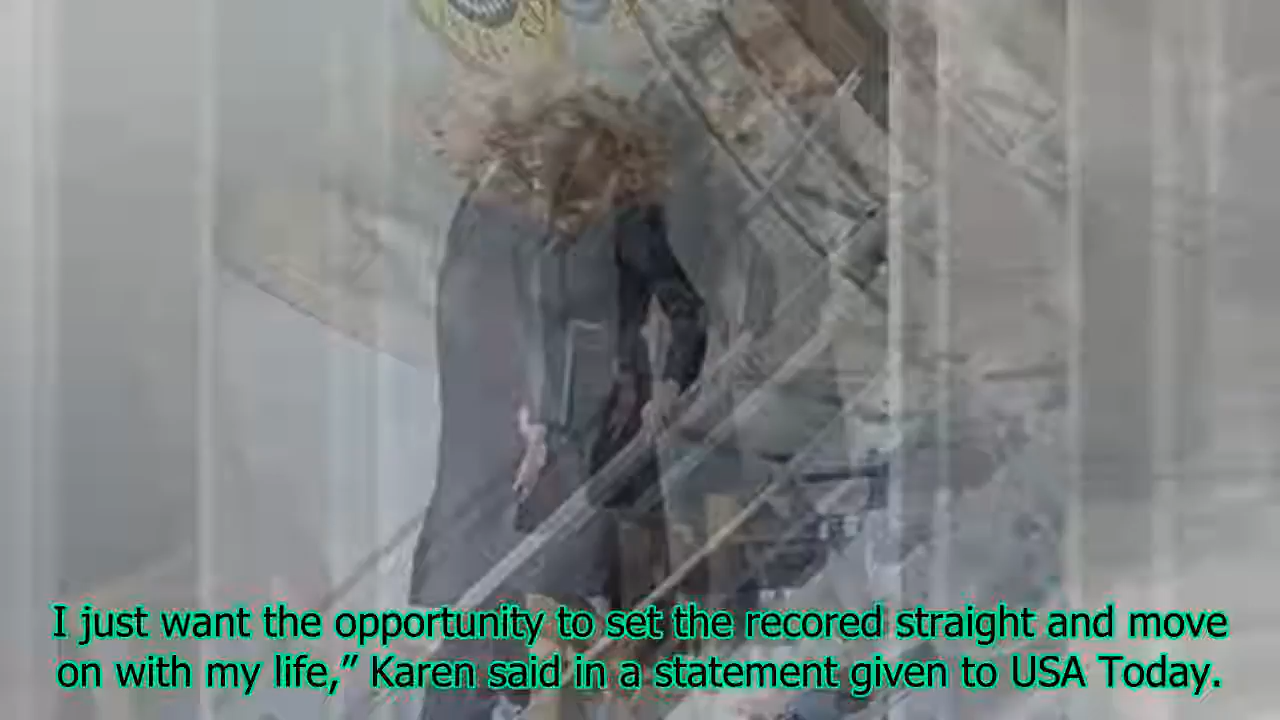 I just want the opportunity to set the recored straight and move
on with my life,” Karen said in a statement given to USA Today.